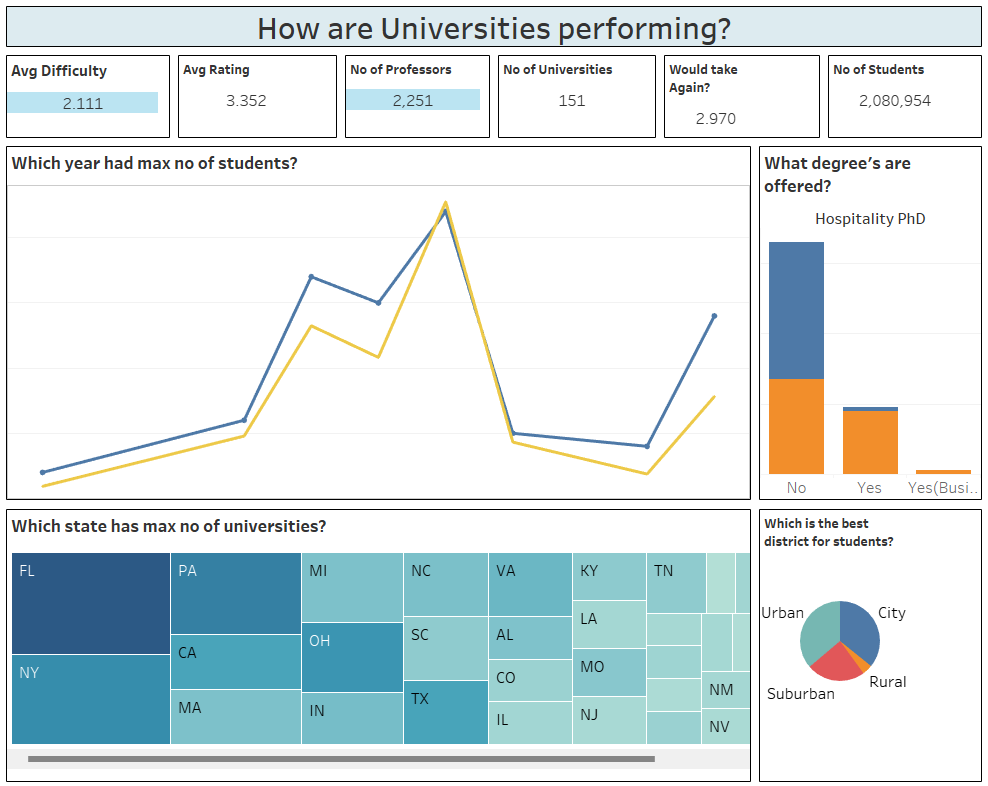 How are Universities performing?
Avg Difficulty
2.111
Avg Rating
3.352
No of Professors
2,251
No of Universities
151
Would take
Again?
2.970
No of Students
2,080,954
Which year had max no of students?
What degree’s are
offered?
Hospitality PhD
No
Yes
Yes(Busi..
Which state has max no of universities?
FL
NY
PA
CA
MA
MI
OH
IN
NC
SC
TX
VA
AL
CO
IL
KY
LA
MO
NJ
TN
NM
NV
Which is the best
district for students?
Urban
City
Suburban
Rural